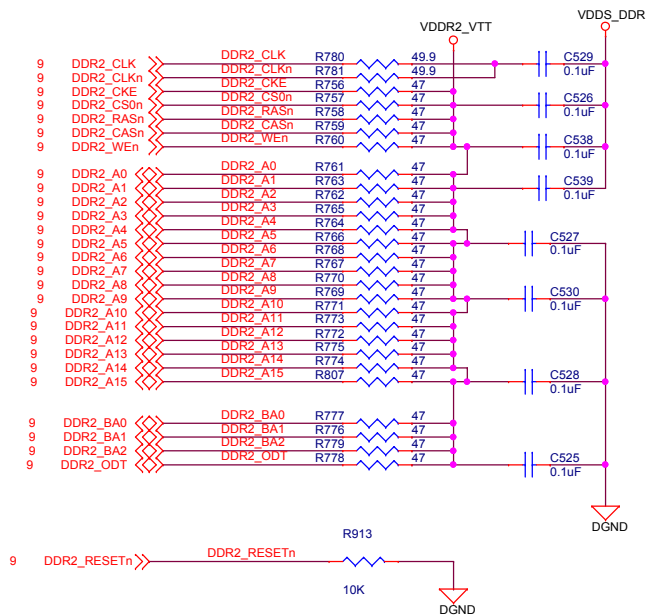 VDDS_DDR
VDDR2_VTT
9 DDR2_CLK DDR2_CLK R780 49.9 C529
9 DDR2_CLKn DDR2_CLKn R781 49.9 0.1uF
9 DDR2_CKE DDR2_CKE R756 47
9 DDR2_CS0n DDR2_CS0n R757 47 C526
9 DDR2_RASn DDR2_RASn R758 47 0.1uF
9 DDR2_CASn DDR2_CASn R759 47
9 DDR2_WEn DDR2_WEn R760 47 C538
0.1uF
9 DDR2_A0 DDR2_A0 R761 47
9 DDR2_A1 DDR2_A1 R763 47 C539
9 DDR2_A2 DDR2_A2 R762 47 0.1uF
9 DDR2_A3 DDR2_A3 R765 47
9 DDR2_A4 DDR2_A4 R764 47
9 DDR2_A5 DDR2_A5 R766 47 C527
9 DDR2_A6 DDR2_A6 R768 47 0.1uF
9 DDR2_A7 DDR2_A7 R767 47
9 DDR2_A8 DDR2_A8 R770 47
9 DDR2_A9 DDR2_A9 R769 47 C530
9 DDR2_A10 DDR2_A10 R771 47 0.1uF
9 DDR2_A11 DDR2_A11 R773 47
9 DDR2_A12 DDR2_A12 R772 47
9 DDR2_A13 DDR2_A13 R775 47
9 DDR2_A14 DDR2_A14 R774 47
9 DDR2_A15 DDR2_A15 R807 47 C528
0.1uF
9 DDR2_BA0 DDR2_BA0 R777 47
9 DDR2_BA1 DDR2_BA1 R776 47
9 DDR2_BA2 DDR2_BA2 R779 47
9 DDR2_ODT DDR2_ODT R778 47 C525
0.1uF
DGND
R913
9 DDR2_RESETn DDR2_RESETn
10K
DGND